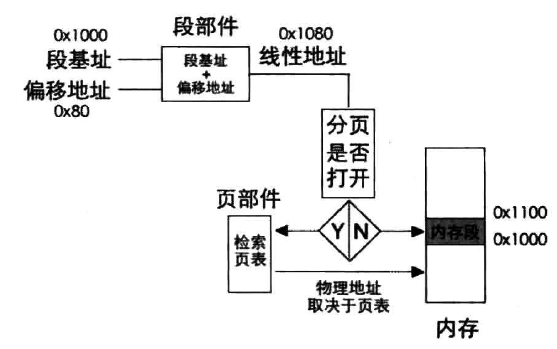 段部件
0x1000
段基址
偏移地址
0x80
段基址
+
偏移地址
0x1080
线性地址
分页
是否
打开
页部件
检索
页表
Y N
物理地址
取决于页表
0x1100
内存段
0x1000
内存